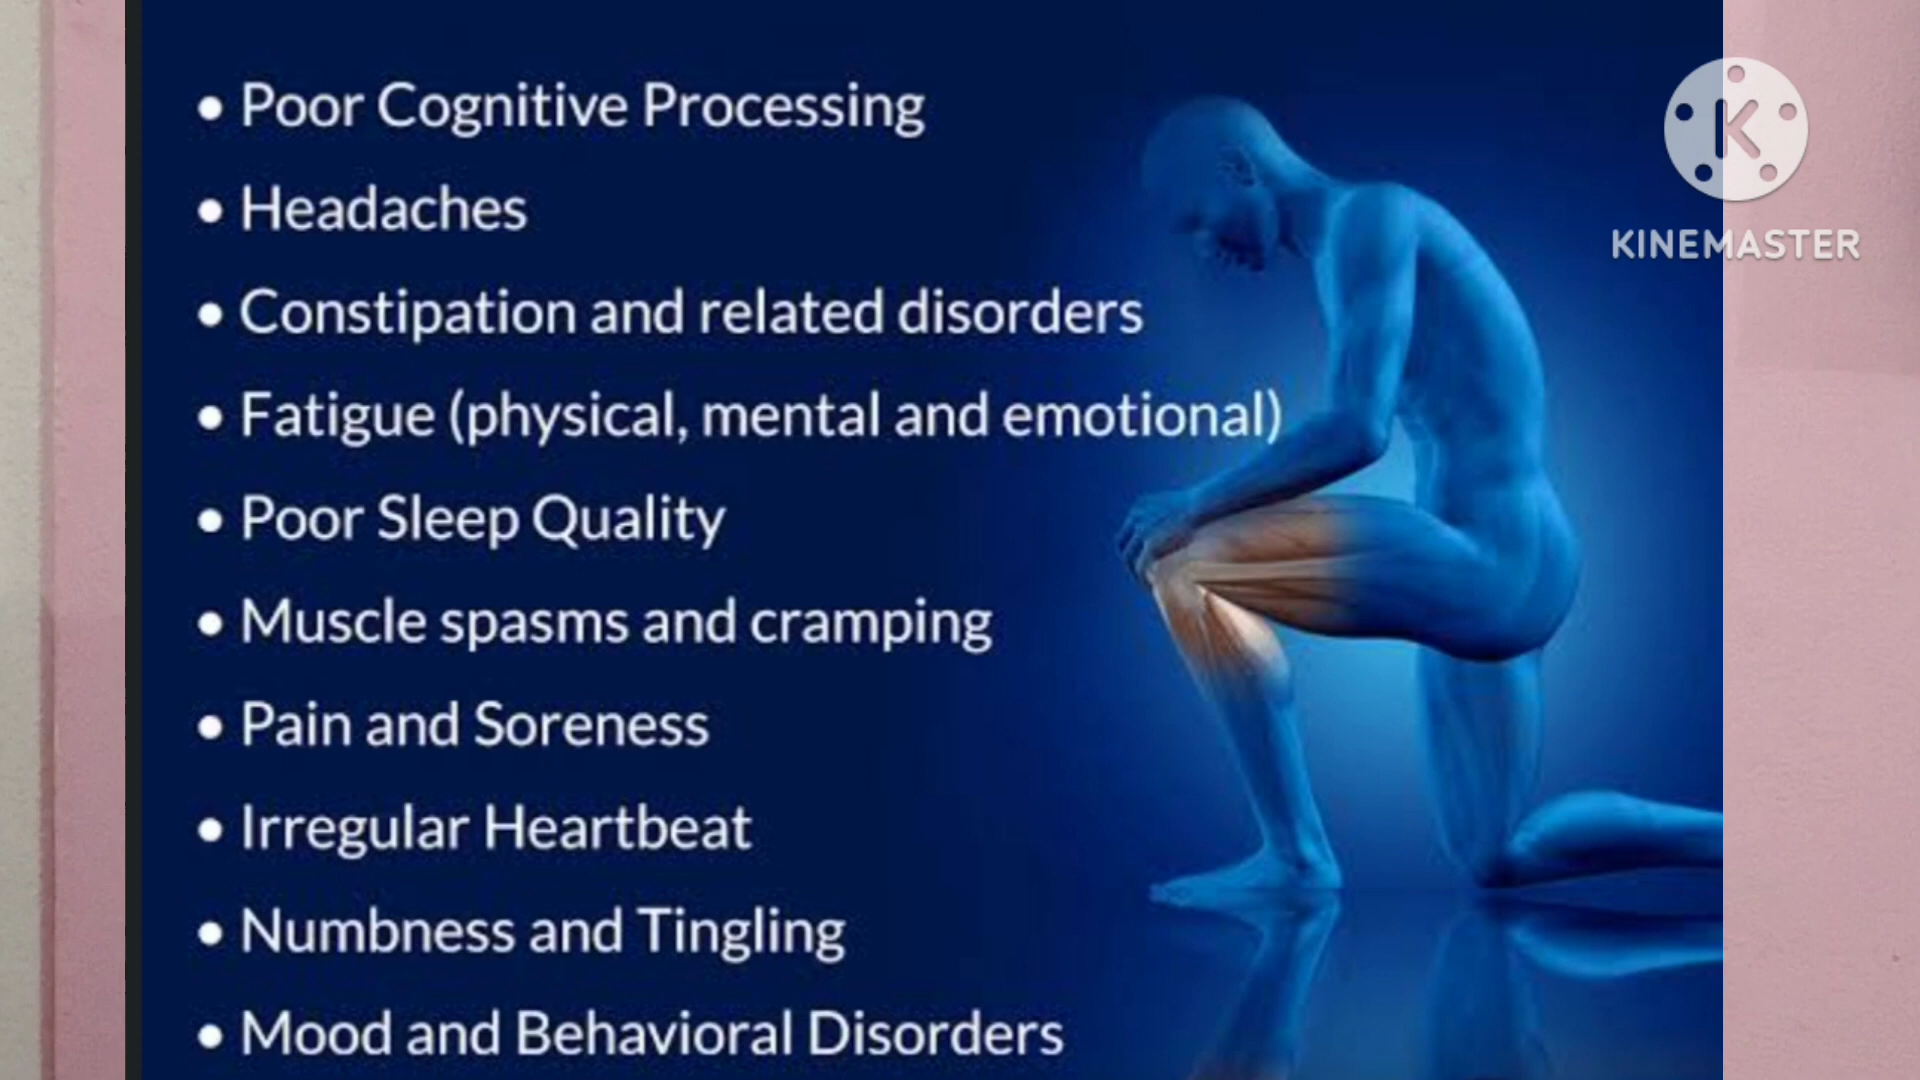 • Poor Cognitive Processing
• Headaches
• Constipation and related disorders
• Fatigue (physical, mental and emotional)
• Poor Sleep Quality
• Muscle spasms and cramping
• Pain and Soreness
• Irregular Heartbeat
• Numbness and Tingling
• Mood and Behavioral Disorders
K
KINEMASTER